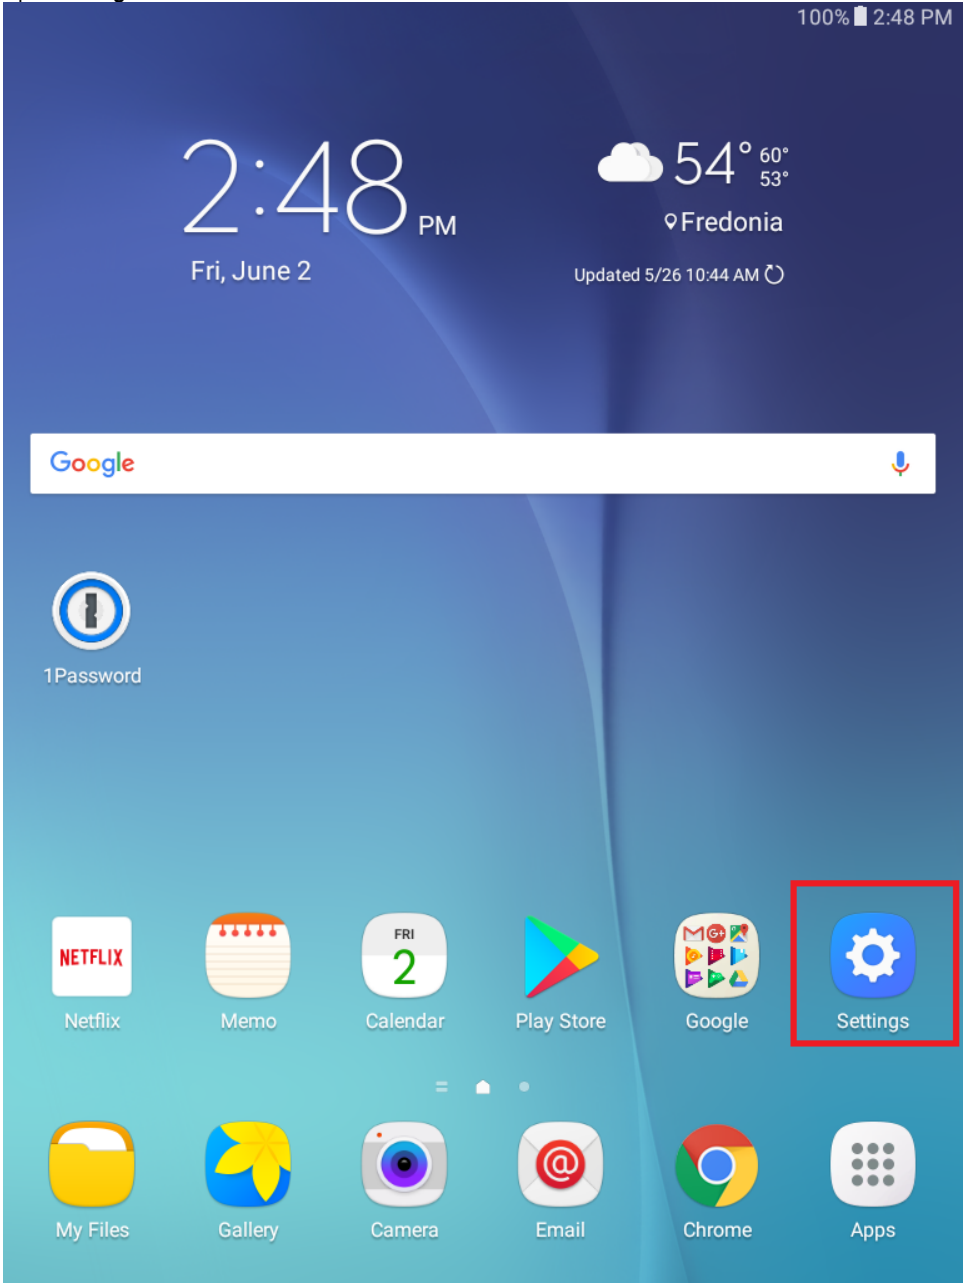 100% 2:48 PM
2:48 PM
54° 60°
53°
Fredonia
Fri, June 2
Updated 5/26 10:44 AM
Google
1Password
NETFLIX
FRI
2
G+
Netflix
Memo
Calendar
Play Store
Google
Settings
@
My Files
Gallery
Camera
Email
Chrome
Apps